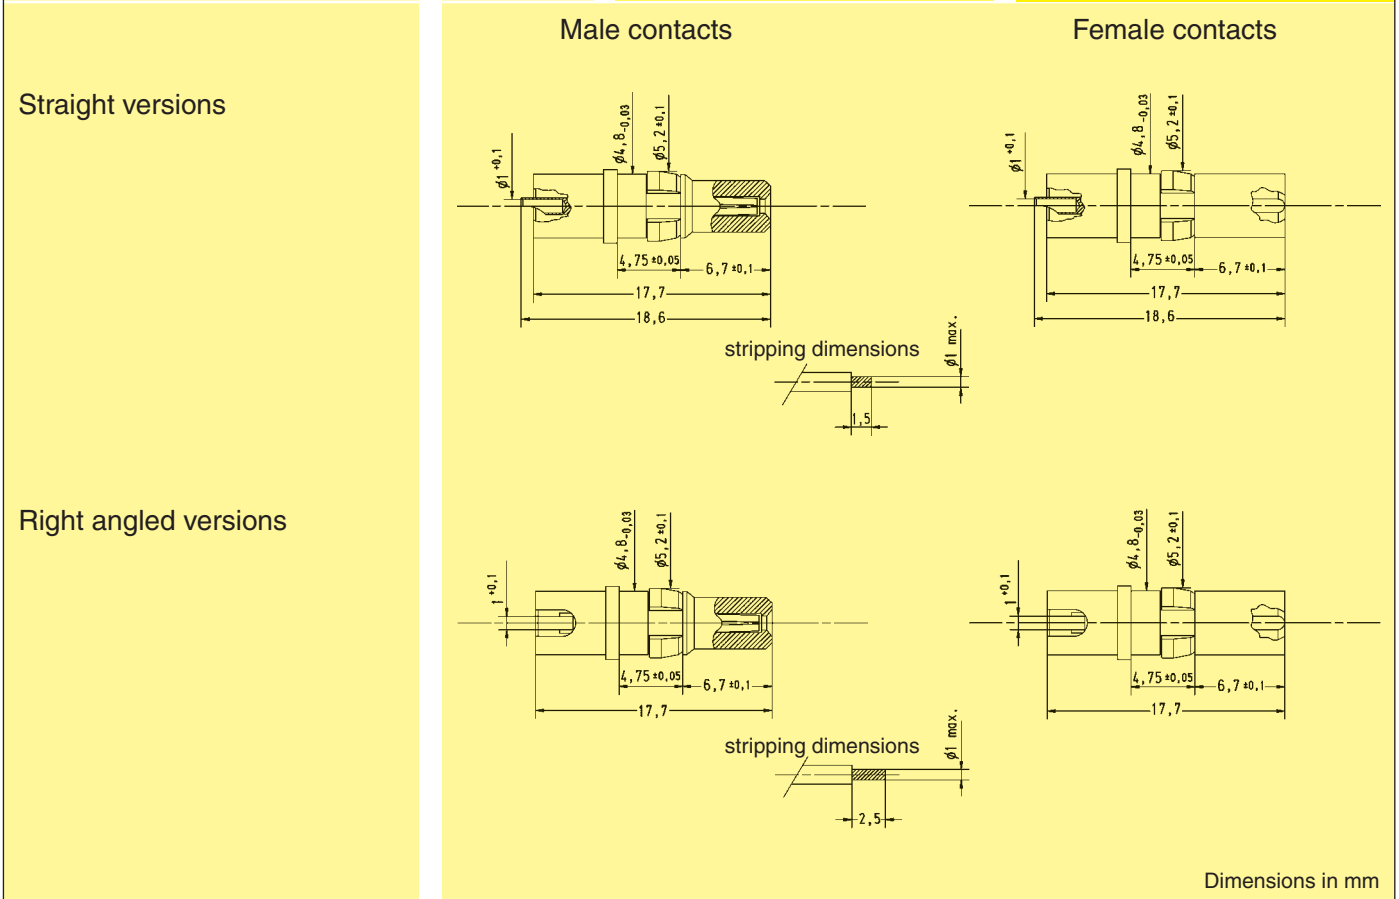 Male contacts
Female contacts
Straight versions
ø1 +0,1
ø4,8 -0,03
ø5,2 ±0,1
4,75 ±0,05
6,7 ±0,1
17,7
18,6
ø1 +0,1
ø4,8 -0,03
ø5,2 ±0,1
4,75 ±0,05
6,7 ±0,1
17,7
18,6
stripping dimensions
ø1 max.
1,5
Right angled versions
1 +0,1
ø4,8 -0,03
ø5,2 ±0,1
4,75 ±0,05
6,7 ±0,1
17,7
1 +0,1
ø4,8 -0,03
ø5,2 ±0,1
4,75 ±0,05
6,7 ±0,1
17,7
stripping dimensions
ø1 max.
2,5
Dimensions in mm